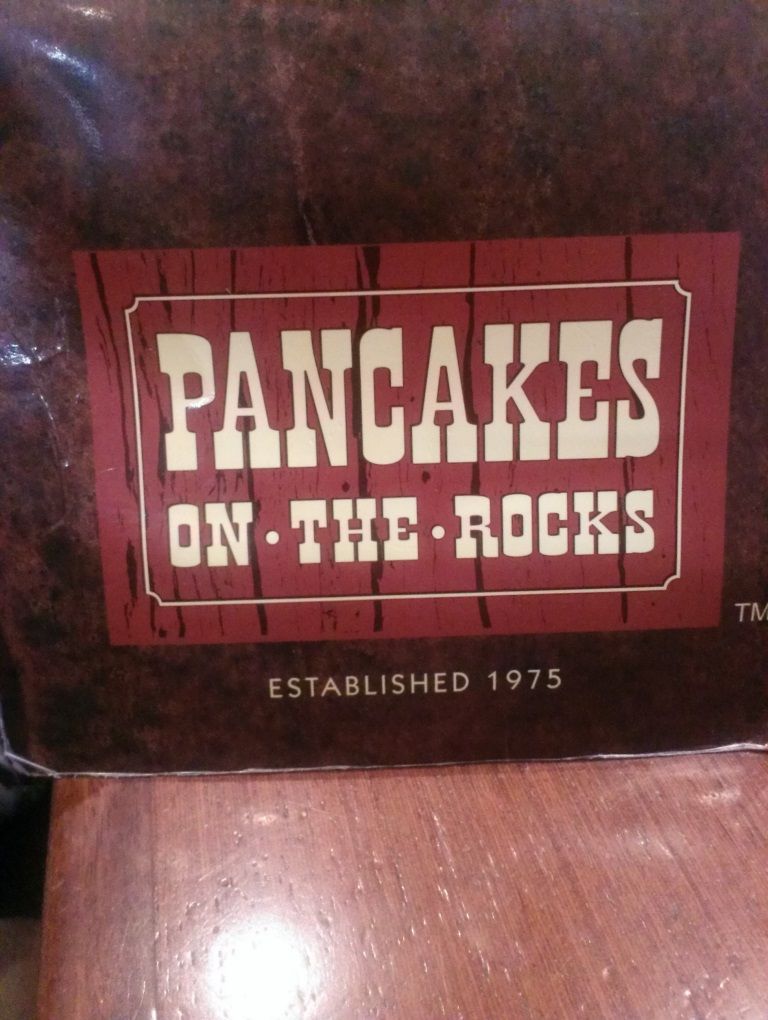 PANCAKES
ON·THE·ROCKS
TM
ESTABLISHED 1975